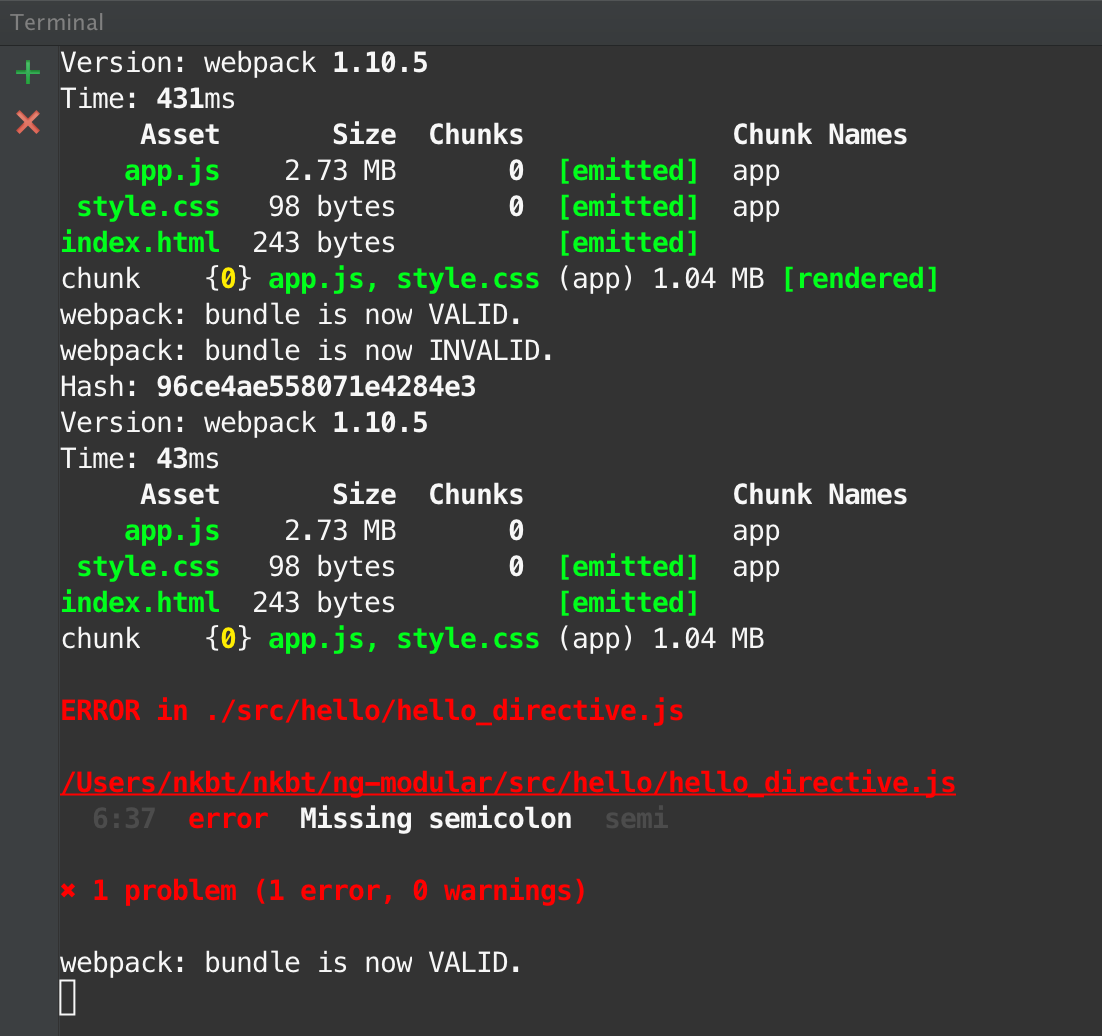 Terminal
Version: webpack 1.10.5
Time: 431ms
     Asset       Size  Chunks             Chunk Names
    app.js    2.73 MB       0  [emitted]  app
 style.css   98 bytes       0  [emitted]  app
index.html  243 bytes          [emitted]
chunk    {0} app.js, style.css (app) 1.04 MB [rendered]
webpack: bundle is now VALID.
webpack: bundle is now INVALID.
Hash: 96ce4ae558071e4284e3
Version: webpack 1.10.5
Time: 43ms
     Asset       Size  Chunks             Chunk Names
    app.js    2.73 MB       0             app
 style.css   98 bytes       0  [emitted]  app
index.html  243 bytes          [emitted]
chunk    {0} app.js, style.css (app) 1.04 MB
ERROR in ./src/hello/hello_directive.js
/Users/nkbt/nkbt/ng-modular/src/hello/hello_directive.js
  6:37  error  Missing semicolon  semi
✖ 1 problem (1 error, 0 warnings)
webpack: bundle is now VALID.